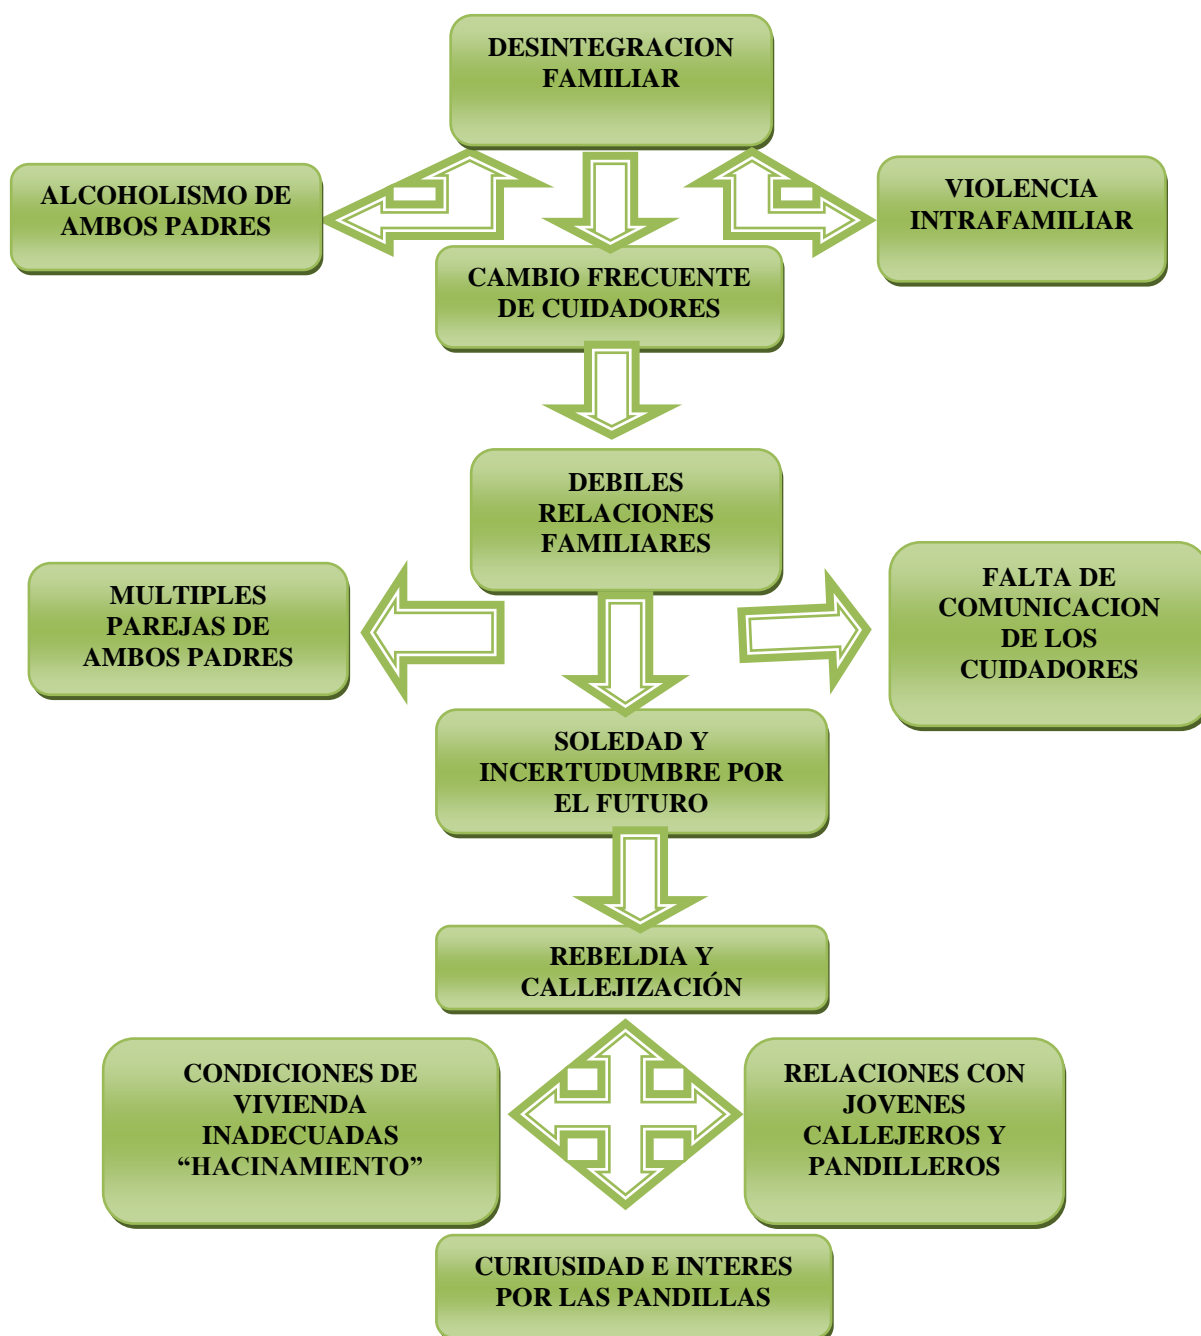 DESINTEGRACION
FAMILIAR
ALCOHOLISMO DE
AMBOS PADRES
VIOLENCIA
INTRAFAMILIAR
CAMBIO FRECUENTE
DE CUIDADORES
DEBILES
RELACIONES
FAMILIARES
MULTIPLES
PAREJAS DE
AMBOS PADRES
FALTA DE
COMUNICACION
DE LOS
CUIDADORES
SOLEDAD Y
INCERTUDUMBRE POR
EL FUTURO
REBELDIA Y
CALLEJIZACIÓN
CONDICIONES DE
VIVIENDA
INADECUADAS
“HACINAMIENTO”
RELACIONES CON
JOVENES
CALLEJEROS Y
PANDILLEROS
CURIUSIDAD E INTERES
POR LAS PANDILLAS